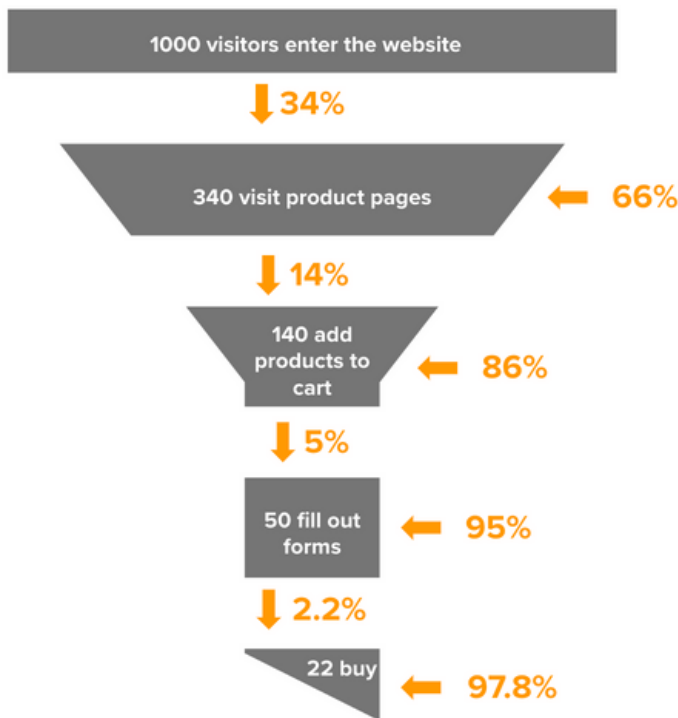 1000 visitors enter the website
34%
340 visit product pages
66%
14%
140 add
products to
cart
86%
5%
50 fill out
forms
95%
2.2%
22 buy
97.8%